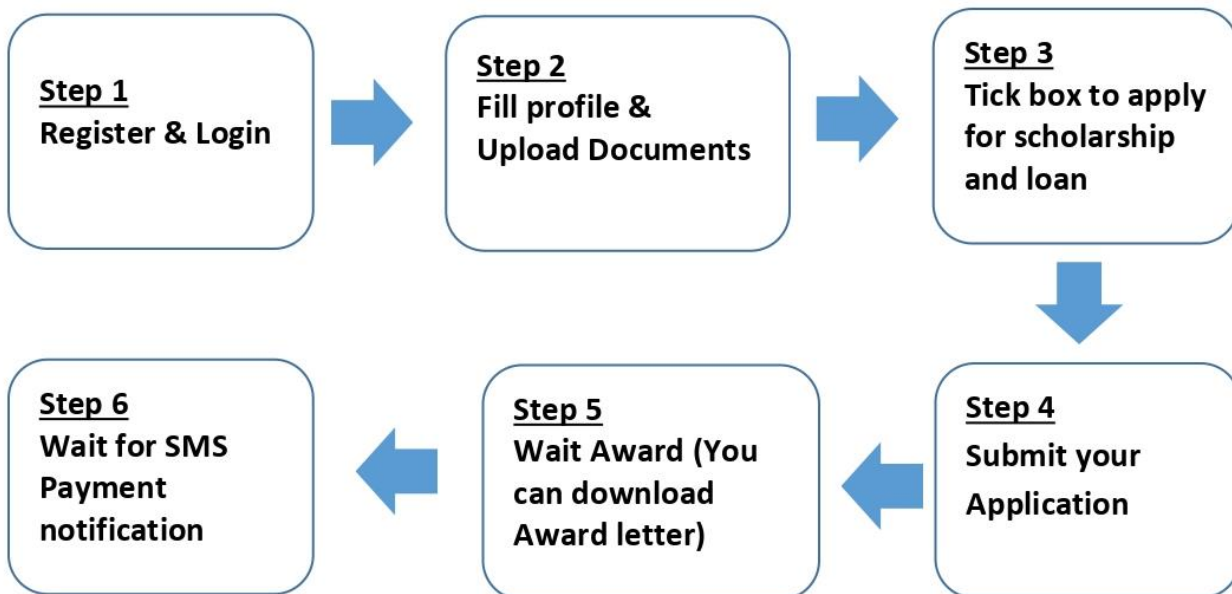 Step 1
Register & Login
Step 2
Fill profile &
Upload Documents
Step 3
Tick box to apply
for scholarship
and loan
Step 4
Submit your
Application
Step 5
Wait Award (You
can download
Award letter)
Step 6
Wait for SMS
Payment
notification